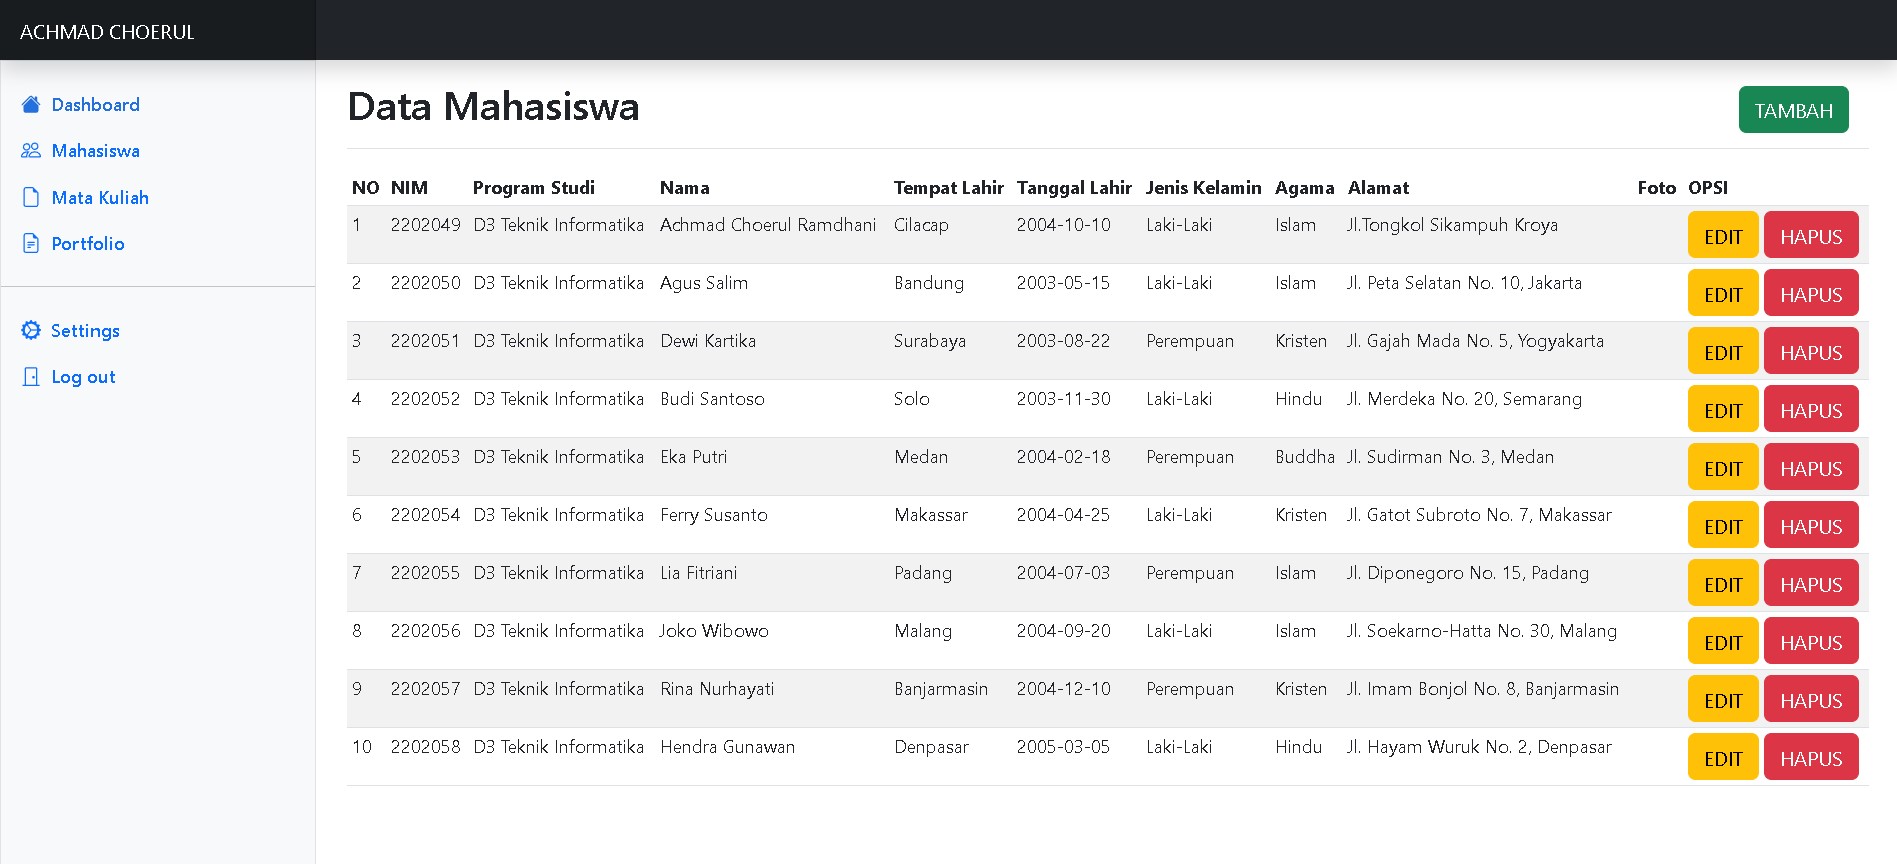 ACHMAD CHOERUL
Dashboard
Mahasiswa
Mata Kuliah
Portfolio
Settings
Log out
Data Mahasiswa
TAMBAH
NO NIM Program Studi Nama Tempat Lahir Tanggal Lahir Jenis Kelamin Agama Alamat Foto OPSI
1 2202049 D3 Teknik Informatika Achmad Choerul Ramdhani Cilacap 2004-10-10 Laki-Laki Islam Jl.Tongkol Sikampuh Kroya EDIT HAPUS
2 2202050 D3 Teknik Informatika Agus Salim Bandung 2003-05-15 Laki-Laki Islam Jl. Peta Selatan No. 10, Jakarta EDIT HAPUS
3 2202051 D3 Teknik Informatika Dewi Kartika Surabaya 2003-08-22 Perempuan Kristen Jl. Gajah Mada No. 5, Yogyakarta EDIT HAPUS
4 2202052 D3 Teknik Informatika Budi Santoso Solo 2003-11-30 Laki-Laki Hindu Jl. Merdeka No. 20, Semarang EDIT HAPUS
5 2202053 D3 Teknik Informatika Eka Putri Medan 2004-02-18 Perempuan Buddha Jl. Sudirman No. 3, Medan EDIT HAPUS
6 2202054 D3 Teknik Informatika Ferry Susanto Makassar 2004-04-25 Laki-Laki Kristen Jl. Gatot Subroto No. 7, Makassar EDIT HAPUS
7 2202055 D3 Teknik Informatika Lia Fitriani Padang 2004-07-03 Perempuan Islam Jl. Diponegoro No. 15, Padang EDIT HAPUS
8 2202056 D3 Teknik Informatika Joko Wibowo Malang 2004-09-20 Laki-Laki Islam Jl. Soekarno-Hatta No. 30, Malang EDIT HAPUS
9 2202057 D3 Teknik Informatika Rina Nurhayati Banjarmasin 2004-12-10 Perempuan Kristen Jl. Imam Bonjol No. 8, Banjarmasin EDIT HAPUS
10 2202058 D3 Teknik Informatika Hendra Gunawan Denpasar 2005-03-05 Laki-Laki Hindu Jl. Hayam Wuruk No. 2, Denpasar EDIT HAPUS